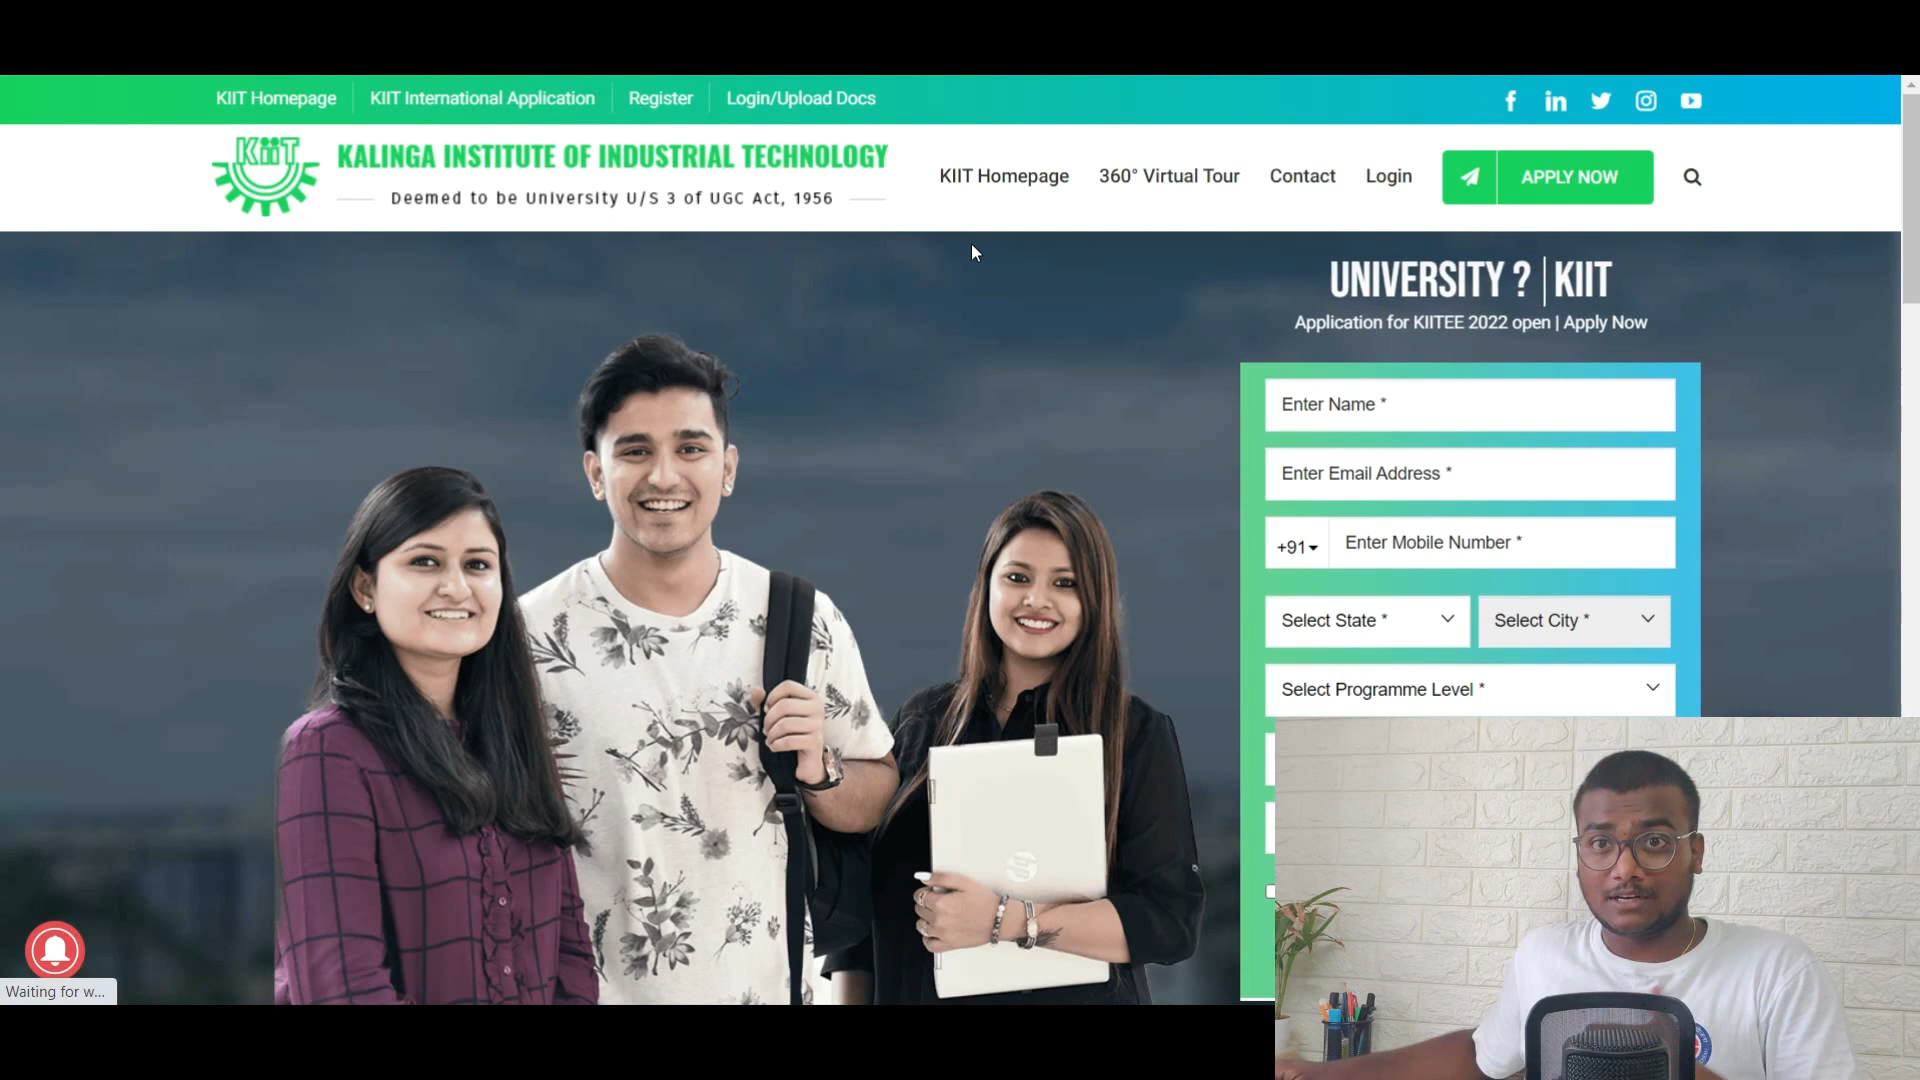 KIIT Homepage
KIIT International Application
Register
Login/Upload Docs
KiiT
KALINGA INSTITUTE OF INDUSTRIAL TECHNOLOGY
Deemed to be University U/S 3 of UGC Act, 1956
KIIT Homepage
360° Virtual Tour
Contact
Login
APPLY NOW
UNIVERSITY ? | KIIT
Application for KIITEE 2022 open | Apply Now
Enter Name *
Enter Email Address *
+91
Enter Mobile Number *
Select State *
Select City *
Select Programme Level *
Waiting for w...